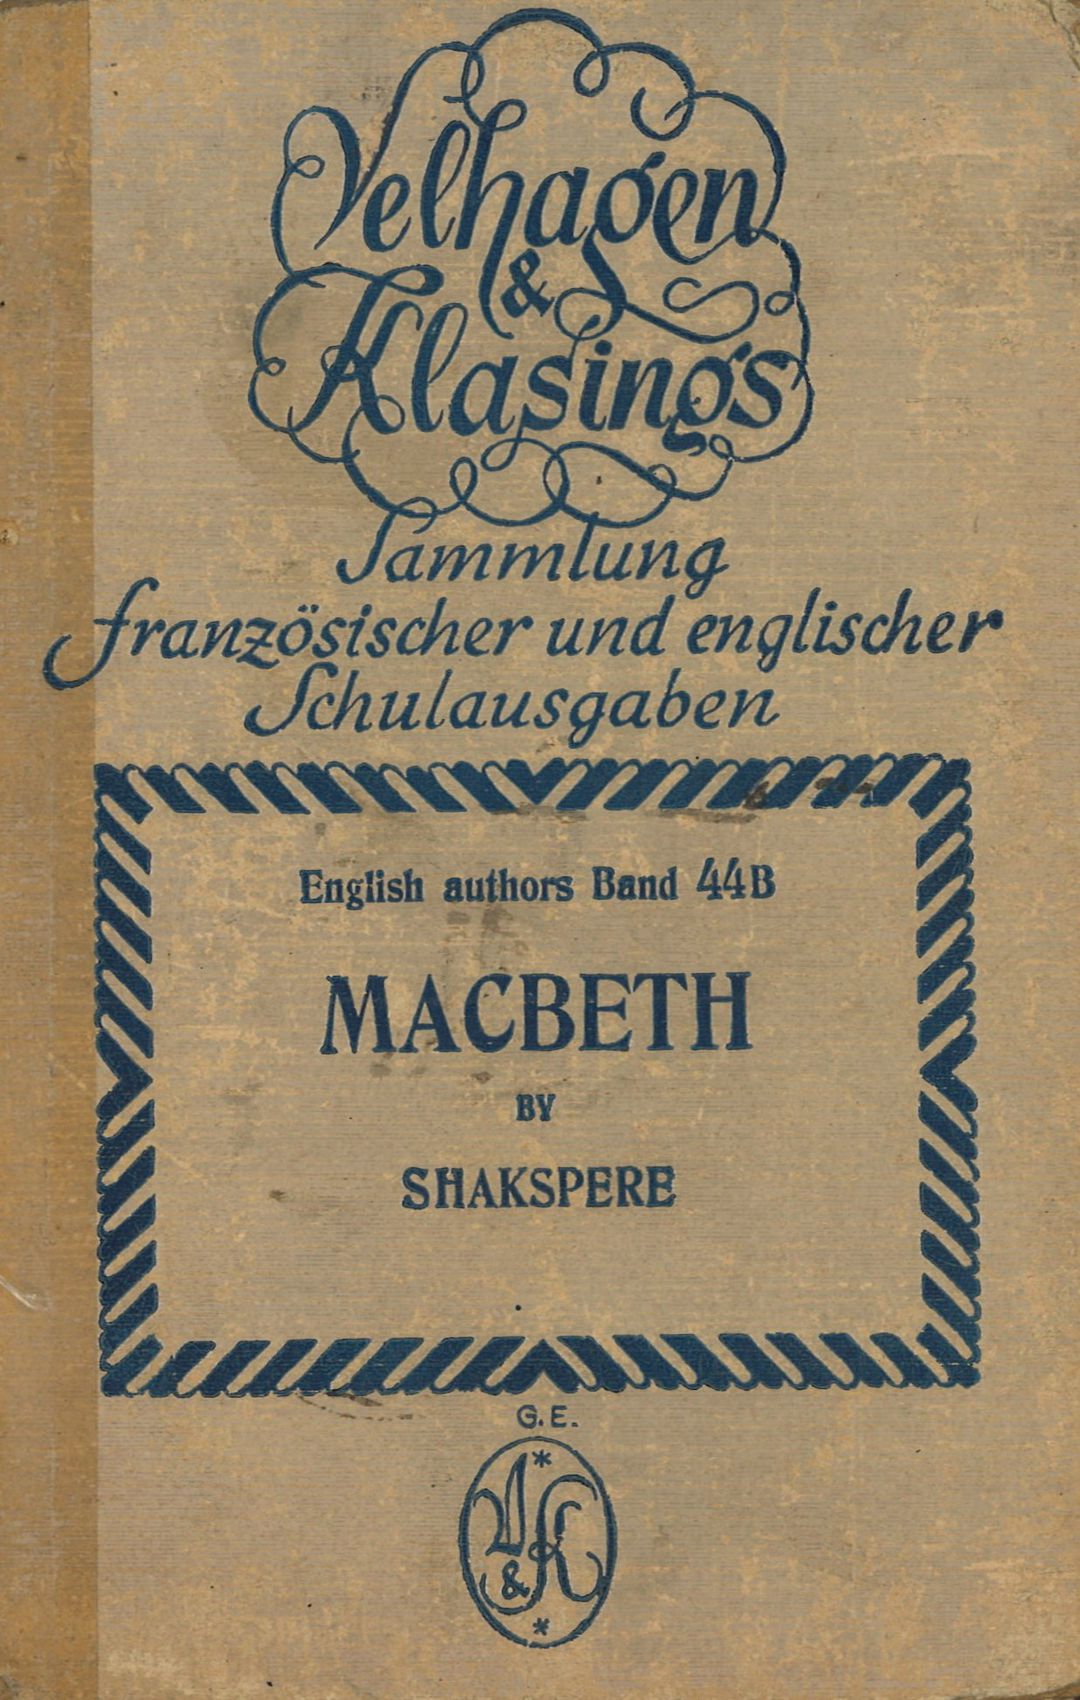 Velhagen
&
Klasings
Sammlung
französischer und englischer
Schulausgaben
English authors Band 44B
MACBETH
BY
SHAKSPERE
G.E.
V
&
K